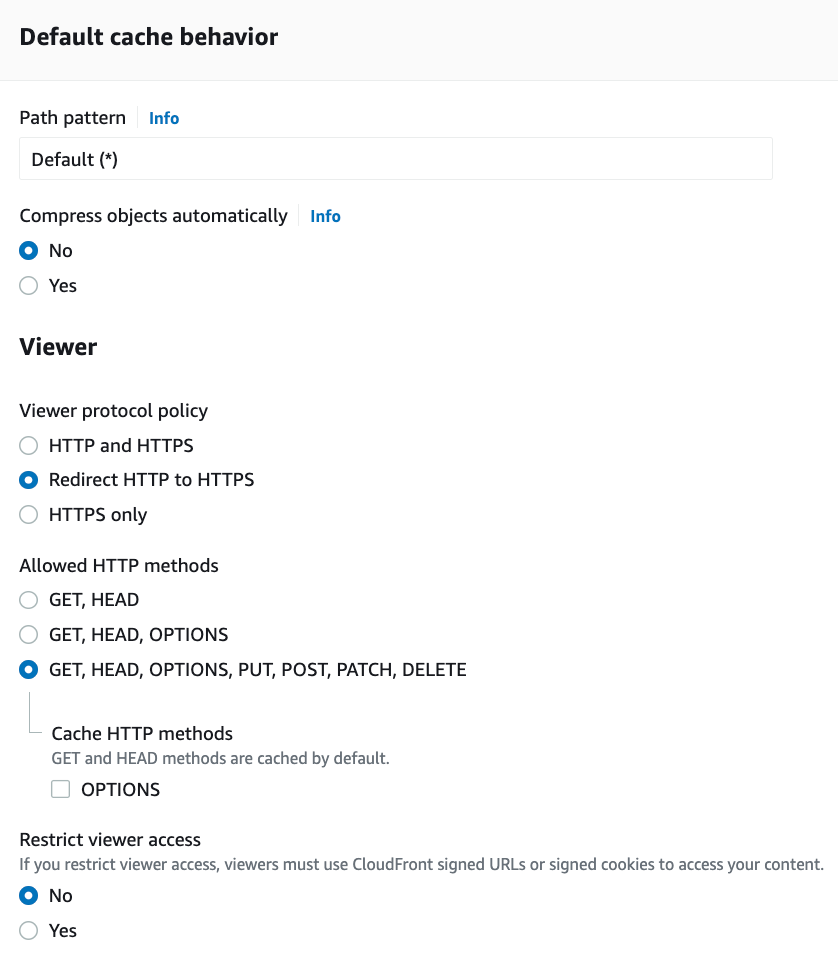 Default cache behavior
Path pattern Info
Default (*)
Compress objects automatically Info
No
Yes
Viewer
Viewer protocol policy
HTTP and HTTPS
Redirect HTTP to HTTPS
HTTPS only
Allowed HTTP methods
GET, HEAD
GET, HEAD, OPTIONS
GET, HEAD, OPTIONS, PUT, POST, PATCH, DELETE
Cache HTTP methods
GET and HEAD methods are cached by default.
OPTIONS
Restrict viewer access
If you restrict viewer access, viewers must use CloudFront signed URLs or signed cookies to access your content.
No
Yes